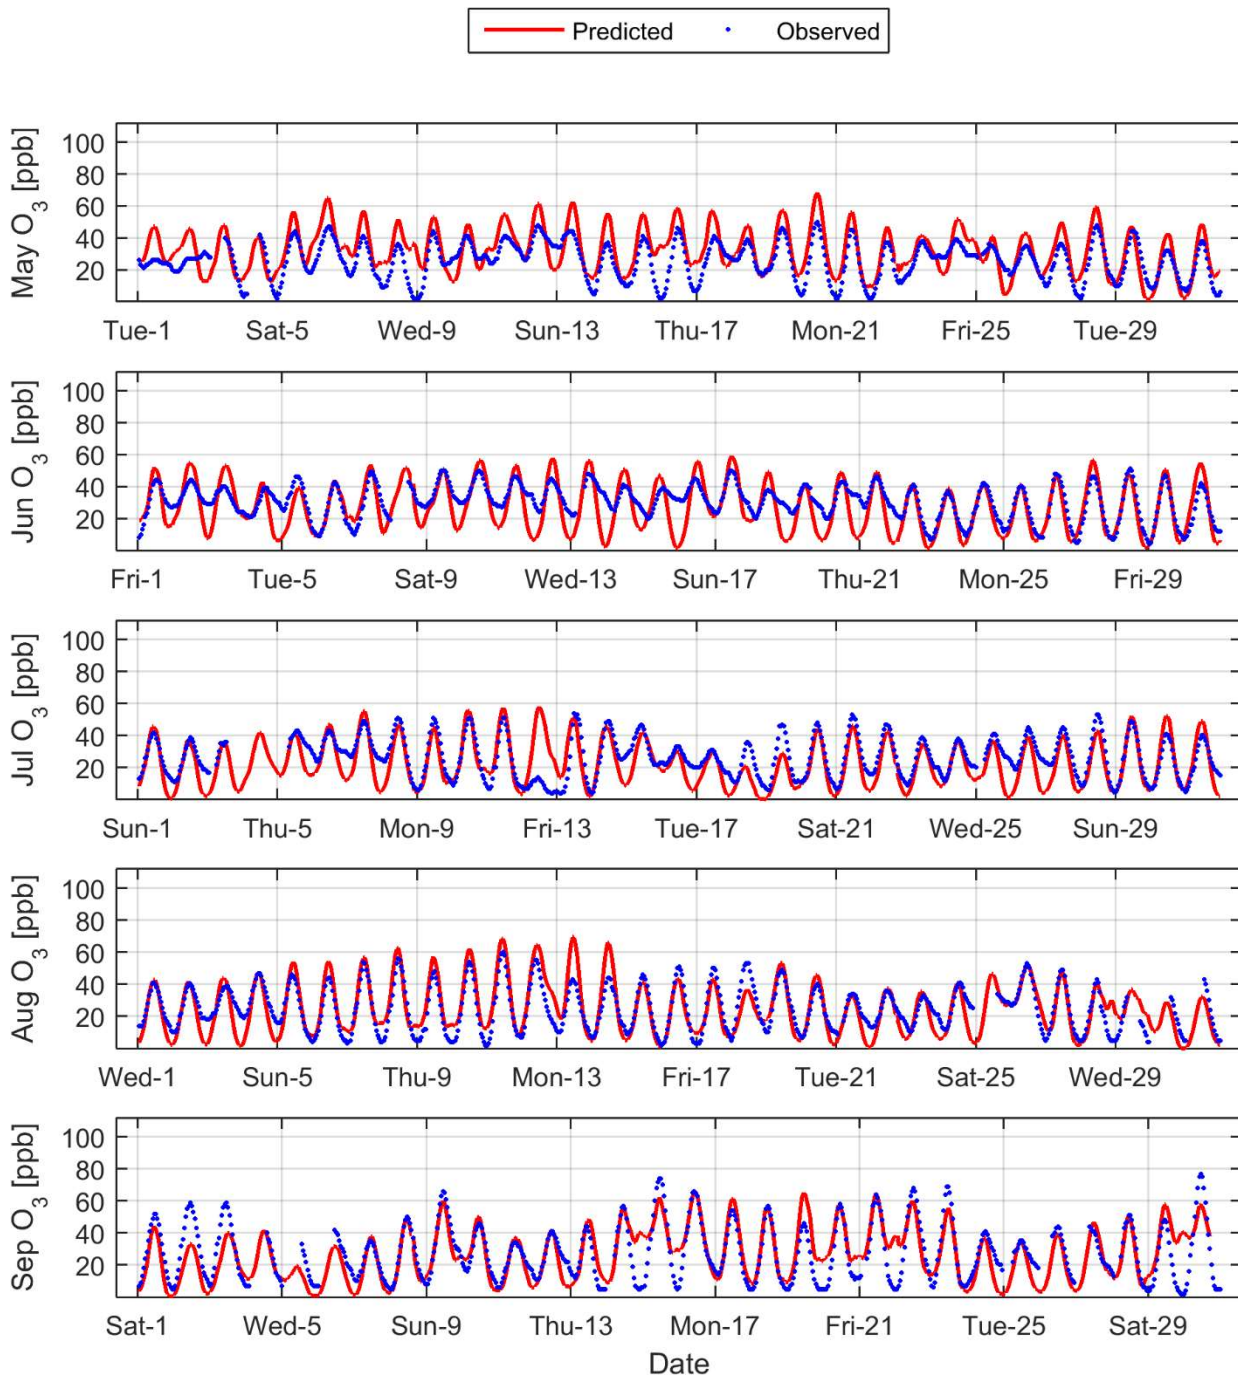 Predicted Observed
May O3 [ppb]
100
80
60
40
20
Tue-1 Sat-5 Wed-9 Sun-13 Thu-17 Mon-21 Fri-25 Tue-29
Jun O3 [ppb]
100
80
60
40
20
Fri-1 Tue-5 Sat-9 Wed-13 Sun-17 Thu-21 Mon-25 Fri-29
Jul O3 [ppb]
100
80
60
40
20
Sun-1 Thu-5 Mon-9 Fri-13 Tue-17 Sat-21 Wed-25 Sun-29
Aug O3 [ppb]
100
80
60
40
20
Wed-1 Sun-5 Thu-9 Mon-13 Fri-17 Tue-21 Sat-25 Wed-29
Sep O3 [ppb]
100
80
60
40
20
Sat-1 Wed-5 Sun-9 Thu-13 Mon-17 Fri-21 Tue-25 Sat-29
Date